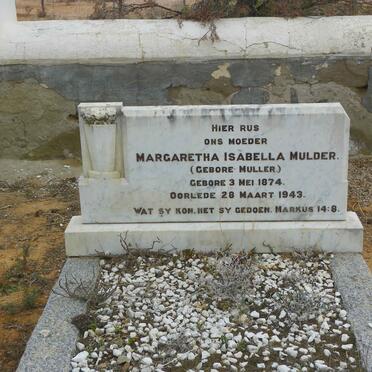 HIER RUS
ONS MOEDER
MARGARETHA ISABELLA MULDER.
(GEBORE MULLER.)
GEBORE 3 MEI 1874.
OORLEDE 28 MAART 1943.
WAT SY KON, HET SY GEDOEN. MARKUS 14:8.